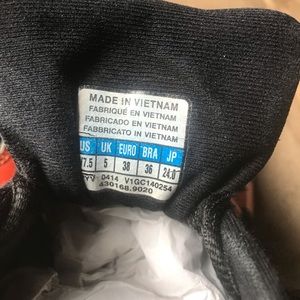 MADE IN VIETNAM
FABRIQUÉ EN VIETNAM
FABRICADO EN VIETNAM
FABBRICATO IN VIETNAM
US UK EURO BRA JP
7.5 5 38 36 24.0
0414 V1GC140254
430168.9020